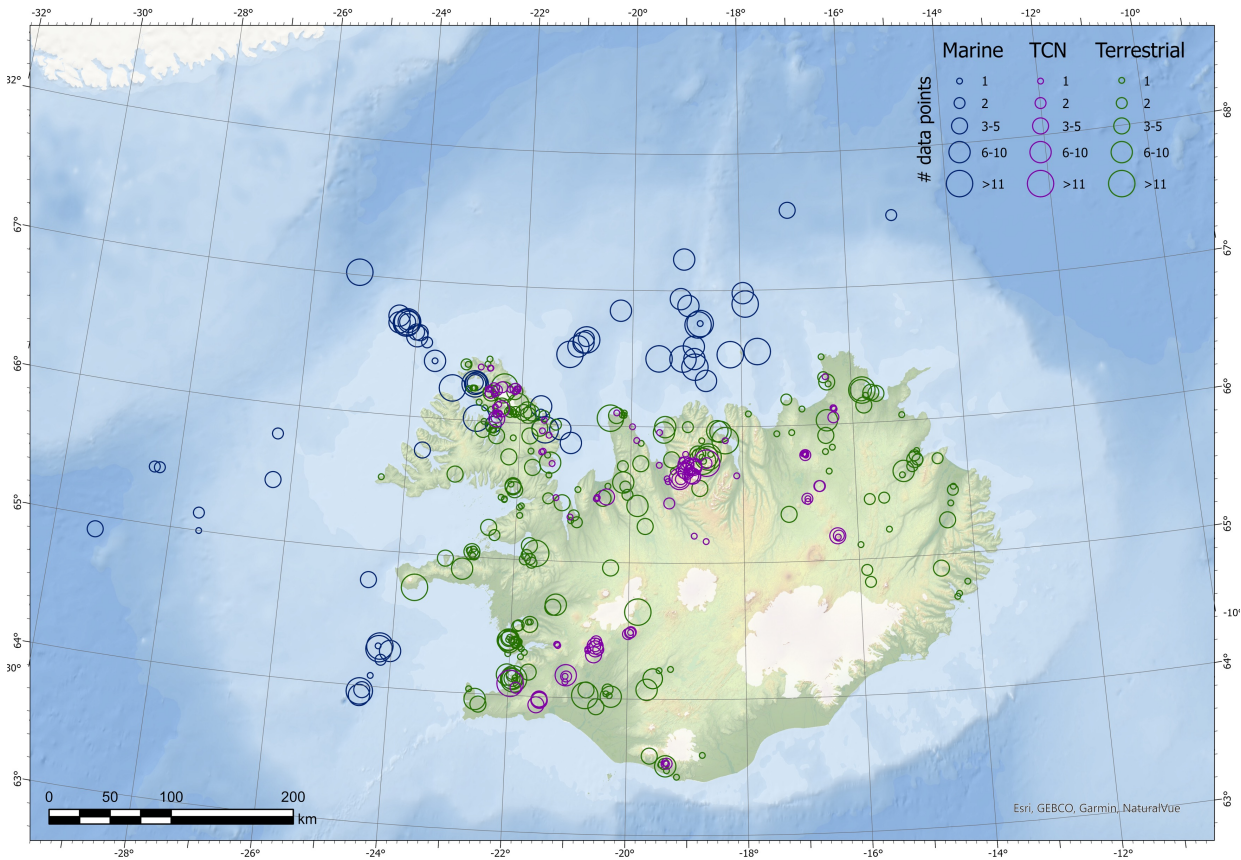 -32 -30 -28 -26 -24 -22 -20 -18 -16 -14 -12 -10°
-32°
32°
67°
66°
65°
64°
30°
63°
Marine TCN Terrestrial
# data points
1 1 1
2 2 2
3-5 3-5 3-5
6-10 6-10 6-10
>11 >11 >11
68°
67°
66°
65°
-10°
64°
63°
0 50 100 200
km
Esri, GEBCO, Garmin, NaturalVue
-28° -26° -24° -22° -20° -18° -16° -14° -12°